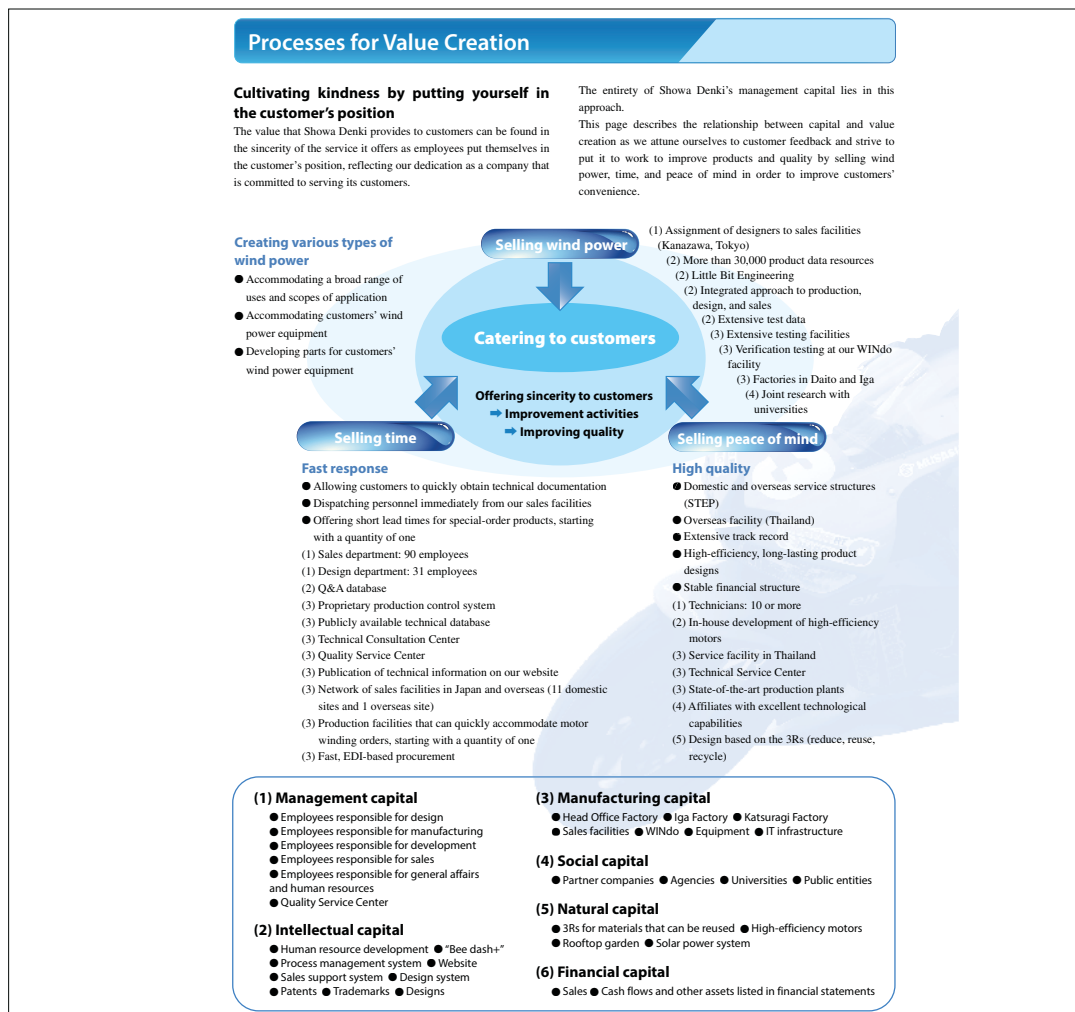 Processes for Value Creation
Cultivating kindness by putting yourself in
the customer's position
The value that Showa Denki provides to customers can be found in
the sincerity of the service it offers as employees put themselves in
the customer's position, reflecting our dedication as a company that
is committed to serving its customers.
The entirety of Showa Denki's management capital lies in this
approach.
This page describes the relationship between capital and value
creation as we attune ourselves to customer feedback and strive to
put it to work to improve products and quality by selling wind
power, time, and peace of mind in order to improve customers'
convenience.
Creating various types of
wind power
● Accommodating a broad range of
uses and scopes of application
● Accommodating customers' wind
power equipment
● Developing parts for customers'
wind power equipment
Selling wind power
(1) Assignment of designers to sales facilities
(Kanazawa, Tokyo)
(2) More than 30,000 product data resources
(2) Little Bit Engineering
(2) Integrated approach to production,
design, and sales
(2) Extensive test data
(3) Extensive testing facilities
(3) Verification testing at our WINdo
facility
(3) Factories in Daito and Iga
(4) Joint research with
universities
Catering to customers
Offering sincerity to customers
➡ Improvement activities
➡ Improving quality
Selling time
Fast response
● Allowing customers to quickly obtain technical documentation
● Dispatching personnel immediately from our sales facilities
● Offering short lead times for special-order products, starting
with a quantity of one
(1) Sales department: 90 employees
(1) Design department: 31 employees
(2) Q&A database
(3) Proprietary production control system
(3) Publicly available technical database
(3) Technical Consultation Center
(3) Quality Service Center
(3) Publication of technical information on our website
(3) Network of sales facilities in Japan and overseas (11 domestic
sites and 1 overseas site)
(3) Production facilities that can quickly accommodate motor
winding orders, starting with a quantity of one
(3) Fast, EDI-based procurement
Selling peace of mind
High quality
● Domestic and overseas service structures
(STEP)
● Overseas facility (Thailand)
● Extensive track record
● High-efficiency, long-lasting product
designs
● Stable financial structure
(1) Technicians: 10 or more
(2) In-house development of high-efficiency
motors
(3) Service facility in Thailand
(3) Technical Service Center
(3) State-of-the-art production plants
(4) Affiliates with excellent technological
capabilities
(5) Design based on the 3Rs (reduce, reuse,
recycle)
(1) Management capital
● Employees responsible for design
● Employees responsible for manufacturing
● Employees responsible for development
● Employees responsible for sales
● Employees responsible for general affairs
and human resources
● Quality Service Center
(2) Intellectual capital
● Human resource development ● "Bee dash+"
● Process management system ● Website
● Sales support system ● Design system
● Patents ● Trademarks ● Designs
(3) Manufacturing capital
● Head Office Factory ● Iga Factory ● Katsuragi Factory
● Sales facilities ● WINdo ● Equipment ● IT infrastructure
(4) Social capital
● Partner companies ● Agencies ● Universities ● Public entities
(5) Natural capital
● 3Rs for materials that can be reused ● High-efficiency motors
● Rooftop garden ● Solar power system
(6) Financial capital
● Sales ● Cash flows and other assets listed in financial statements